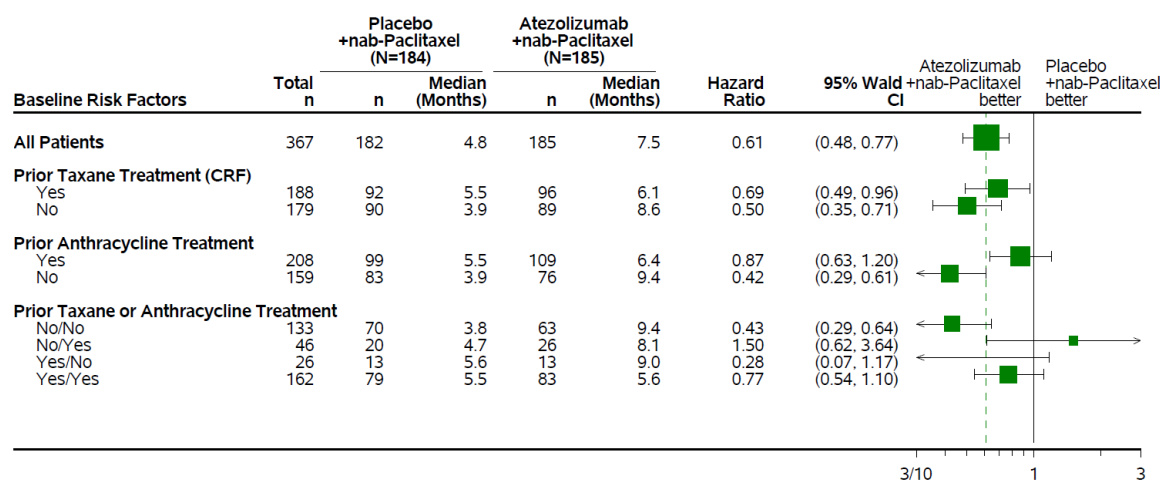 Placebo Atezolizumab
+nab-Paclitaxel +nab-Paclitaxel
(N=184) (N=185)
Atezolizumab Placebo
Total Median Median Hazard 95% Wald +nab-Paclitaxel +nab-Paclitaxel
Baseline Risk Factors n n (Months) n (Months) Ratio CI better better
All Patients 367 182 4.8 185 7.5 0.61 (0.48, 0.77)
Prior Taxane Treatment (CRF)
Yes 188 92 5.5 96 6.1 0.69 (0.49, 0.96)
No 179 90 3.9 89 8.6 0.50 (0.35, 0.71)
Prior Anthracycline Treatment
Yes 208 99 5.5 109 6.4 0.87 (0.63, 1.20)
No 159 83 3.9 76 9.4 0.42 (0.29, 0.61)
Prior Taxane or Anthracycline Treatment
No/No 133 70 3.8 63 9.4 0.43 (0.29, 0.64)
No/Yes 46 20 4.7 26 8.1 1.50 (0.62, 3.64)
Yes/No 26 13 5.6 13 9.0 0.28 (0.07, 1.17)
Yes/Yes 162 79 5.5 83 5.6 0.77 (0.54, 1.10)
3/10 1 3